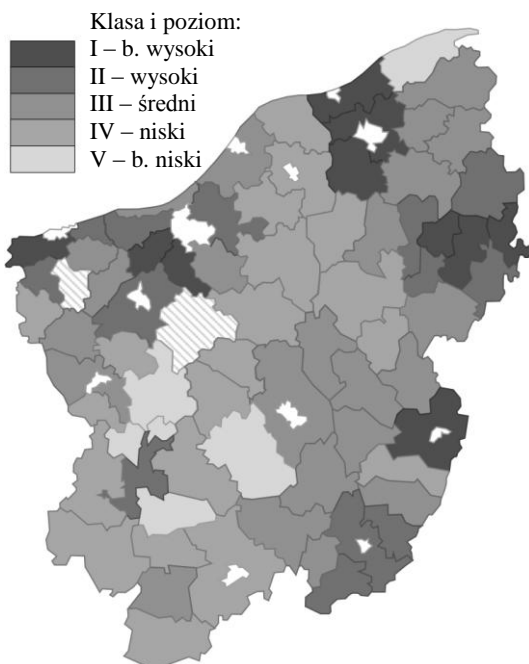 Klasa i poziom:
I – b. wysoki
II – wysoki
III – średni
IV – niski
V – b. niski